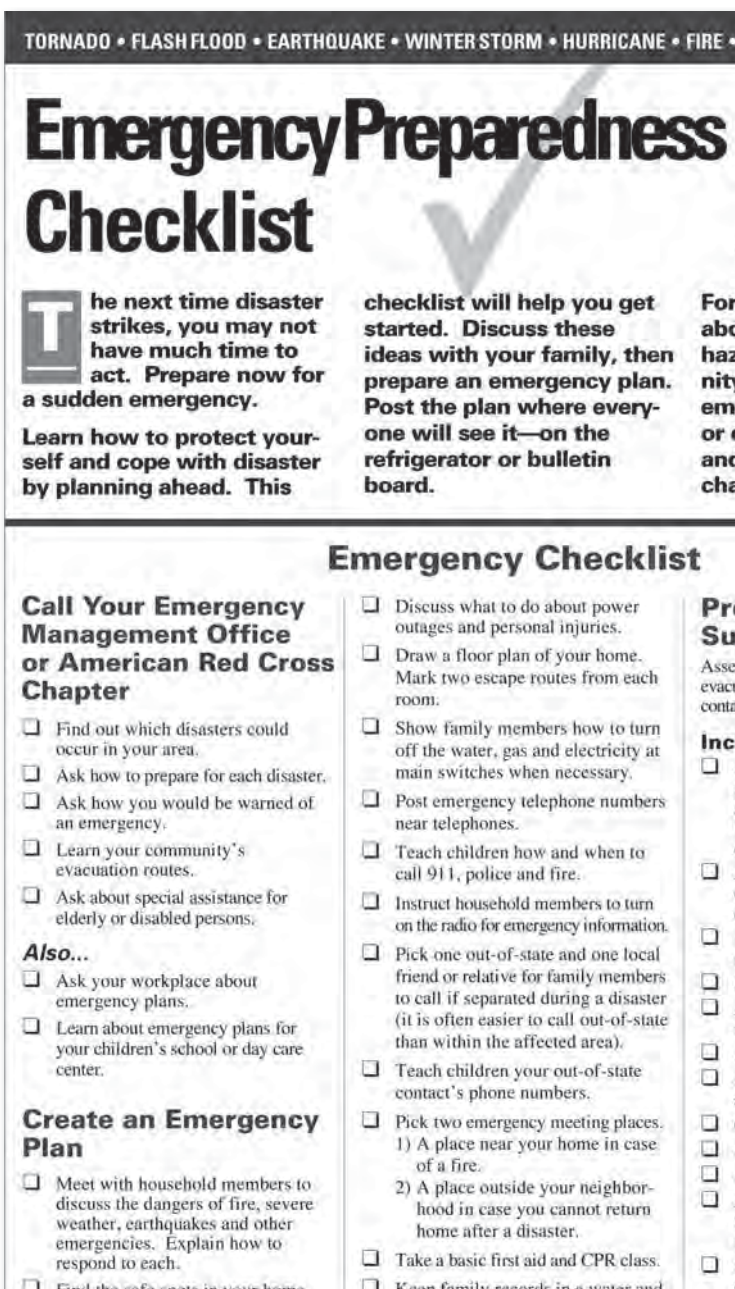 TORNADO • FLASH FLOOD • EARTHQUAKE • WINTER STORM • HURRICANE • FIRE •
Emergency Preparedness
Checklist
The next time disaster
strikes, you may not
have much time to
act. Prepare now for
a sudden emergency.
Learn how to protect your-
self and cope with disaster
by planning ahead. This
checklist will help you get
started. Discuss these
ideas with your family, then
prepare an emergency plan.
Post the plan where every-
one will see it—on the
refrigerator or bulletin
board.
For
Emergency Checklist
Call Your Emergency
Management Office
or American Red Cross
Chapter
❑ Find out which disasters could
occur in your area.
❑ Ask how to prepare for each disaster.
❑ Ask how you would be warned of
an emergency.
❑ Learn your community's
evacuation routes.
❑ Ask about special assistance for
elderly or disabled persons.
Also...
❑ Ask your workplace about
emergency plans.
❑ Learn about emergency plans for
your children's school or day care
center.
Create an Emergency
Plan
❑ Meet with household members to
discuss the dangers of fire, severe
weather, earthquakes and other
emergencies. Explain how to
respond to each.
❑ Find the safe spots in your home
❑ Discuss what to do about power
outages and personal injuries.
❑ Draw a floor plan of your home.
Mark two escape routes from each
room.
❑ Show family members how to turn
off the water, gas and electricity at
main switches when necessary.
❑ Post emergency telephone numbers
near telephones.
❑ Teach children how and when to
call 911, police and fire.
❑ Instruct household members to turn
on the radio for emergency information.
❑ Pick one out-of-state and one local
friend or relative for family members
to call if separated during a disaster
(it is often easier to call out-of-state
than within the affected area).
❑ Teach children your out-of-state
contact's phone numbers.
❑ Pick two emergency meeting places.
1) A place near your home in case
of a fire.
2) A place outside your neighbor-
hood in case you cannot return
home after a disaster.
❑ Take a basic first aid and CPR class.
❑ Keep family records in a water and